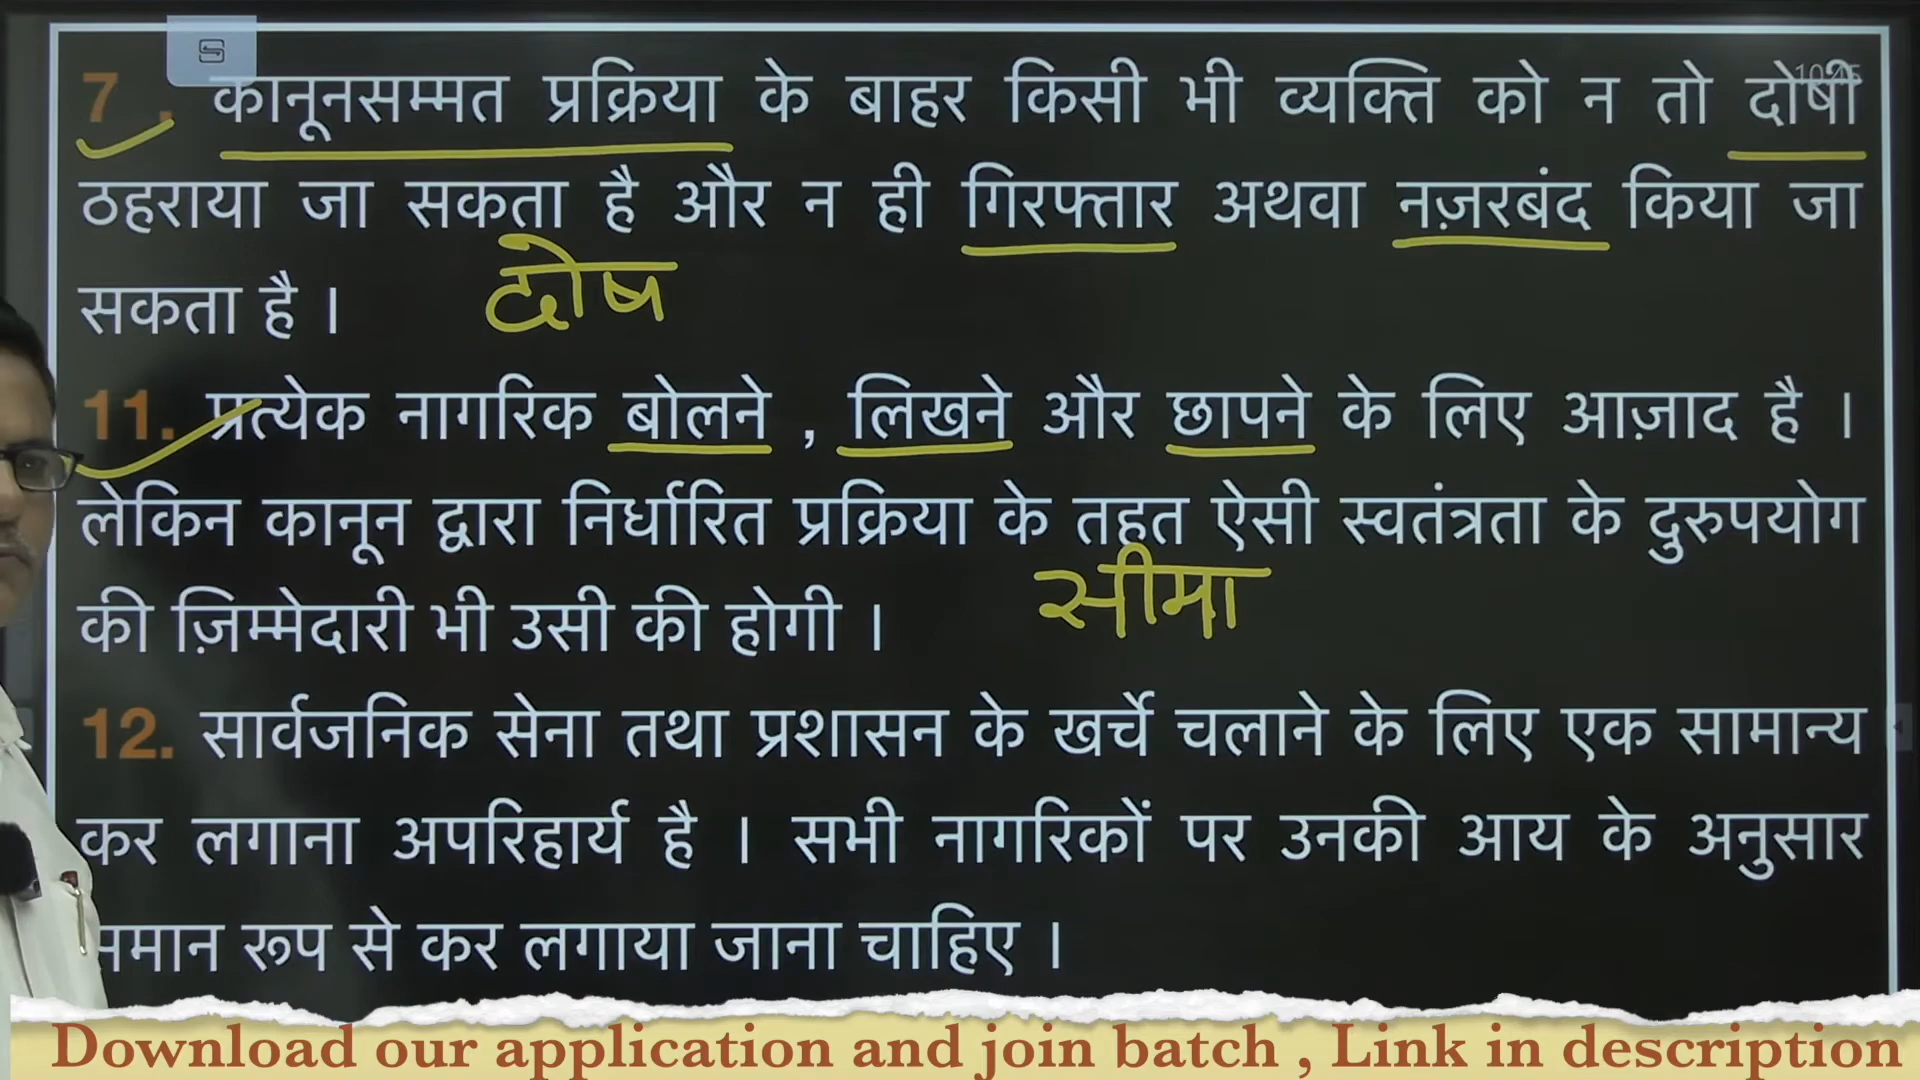 7 . कानूनसम्मत प्रक्रिया के बाहर किसी भी व्यक्ति को न तो दोषी
ठहराया जा सकता है और न ही गिरफ्तार अथवा नज़रबंद किया जा
सकता है ।
दोष
11. प्रत्येक नागरिक बोलने , लिखने और छापने के लिए आज़ाद है ।
लेकिन कानून द्वारा निर्धारित प्रक्रिया के तहत ऐसी स्वतंत्रता के दुरुपयोग
की ज़िम्मेदारी भी उसी की होगी ।
सीमा
12. सार्वजनिक सेना तथा प्रशासन के खर्चे चलाने के लिए एक सामान्य
कर लगाना अपरिहार्य है । सभी नागरिकों पर उनकी आय के अनुसार
समान रूप से कर लगाया जाना चाहिए ।
Download our application and join batch , Link in description